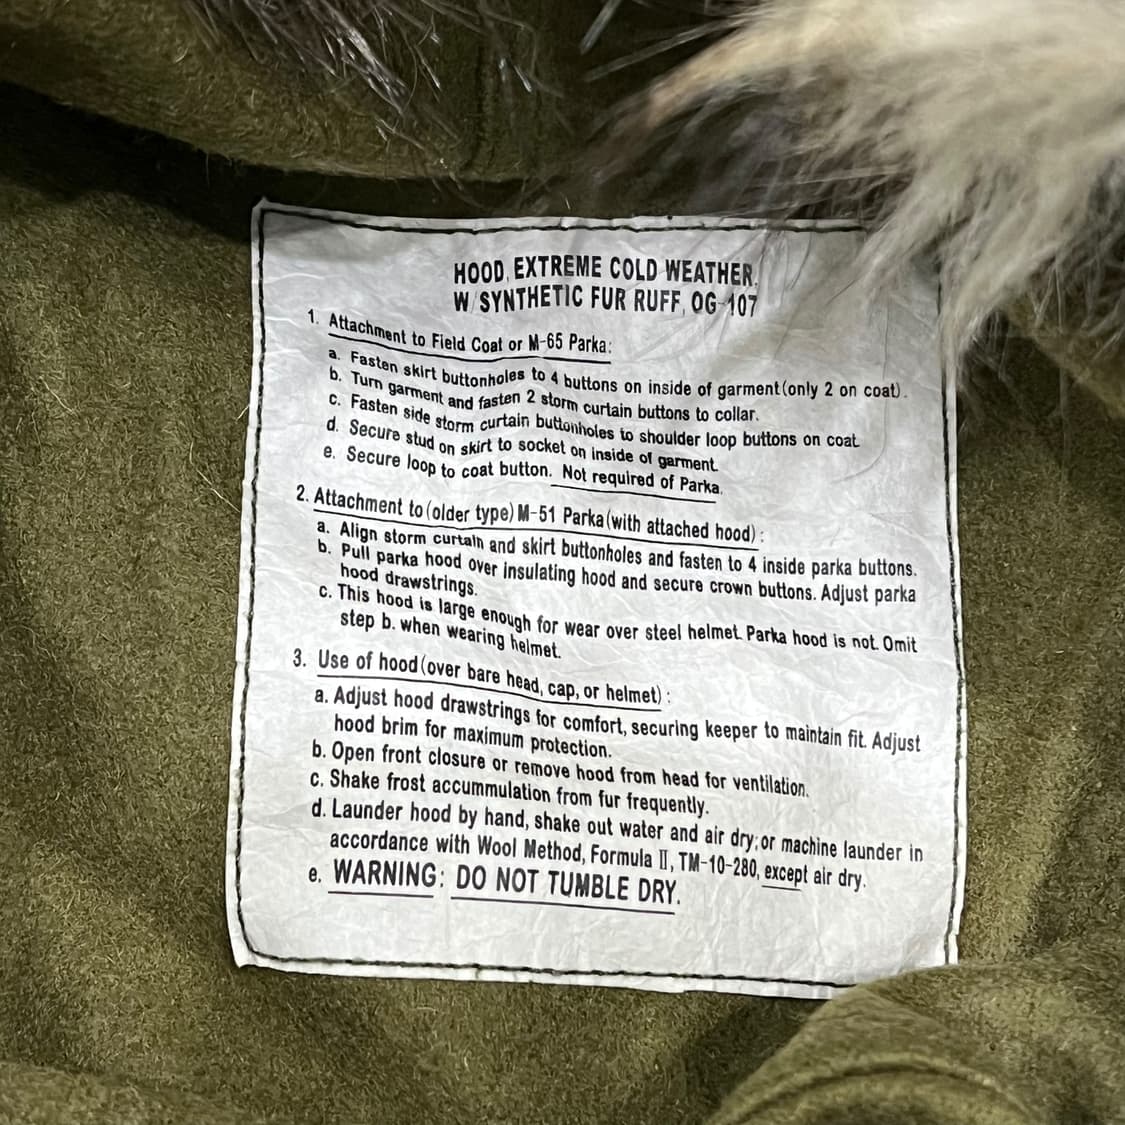 HOOD, EXTREME COLD WEATHER,
W/SYNTHETIC FUR RUFF, OG-107
1. Attachment to Field Coat or M-65 Parka:
a. Fasten skirt buttonholes to 4 buttons on inside of garment(only 2 on coat).
b. Turn garment and fasten 2 storm curtain buttons to collar.
c. Fasten side storm curtain buttonholes to shoulder loop buttons on coat.
d. Secure stud on skirt to socket on inside of garment.
e. Secure loop to coat button. Not required of Parka.
2. Attachment to (older type) M-51 Parka(with attached hood):
a. Align storm curtain and skirt buttonholes and fasten to 4 inside parka buttons.
b. Pull parka hood over insulating hood and secure crown buttons. Adjust parka
hood drawstrings.
c. This hood is large enough for wear over steel helmet. Parka hood is not. Omit
step b. when wearing helmet.
3. Use of hood(over bare head, cap, or helmet):
a. Adjust hood drawstrings for comfort, securing keeper to maintain fit. Adjust
hood brim for maximum protection.
b. Open front closure or remove hood from head for ventilation.
c. Shake frost accummulation from fur frequently.
d. Launder hood by hand, shake out water and air dry; or machine launder in
accordance with Wool Method, Formula II, TM-10-280, except air dry.
e. WARNING: DO NOT TUMBLE DRY.